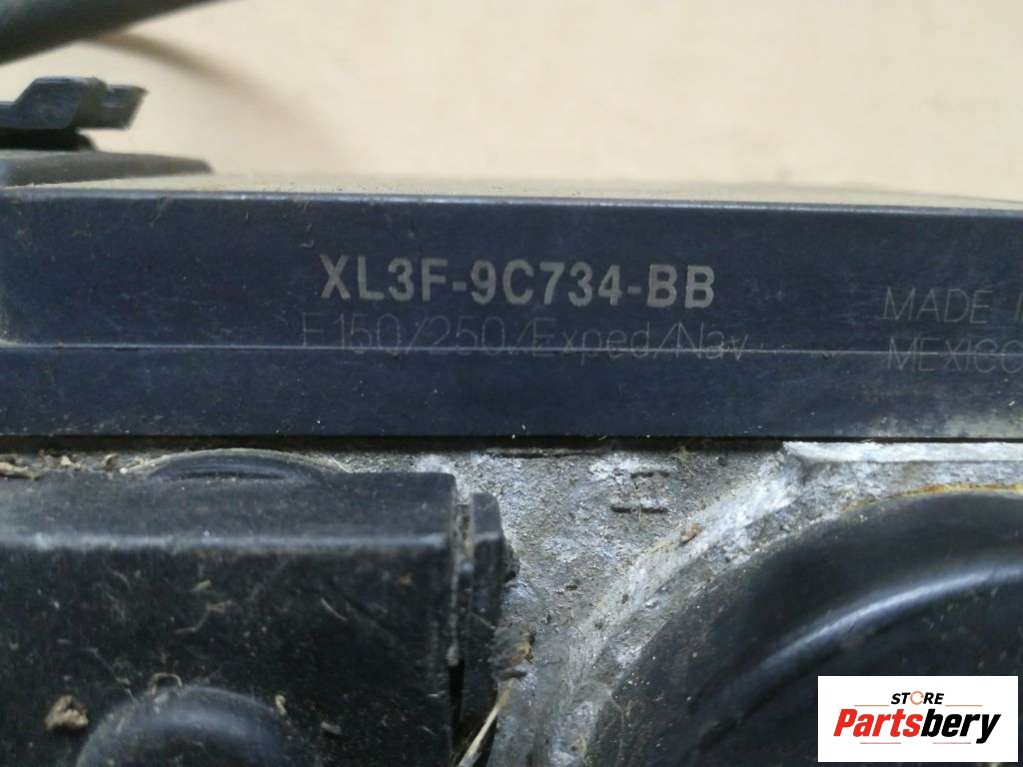 XL3F-9C734-BB
F150/250/Exped/Nav
MADE
MEXICO
STORE
Partsbery